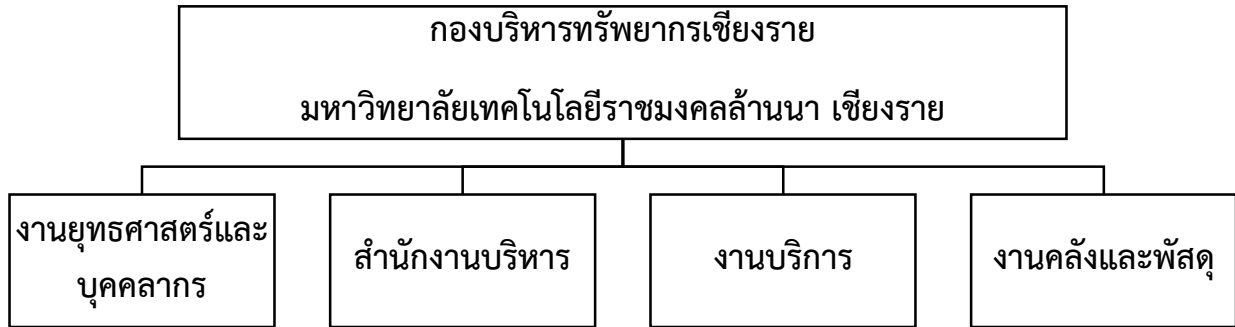 กองบริหารทรัพยากรเชียงราย
มหาวิทยาลัยเทคโนโลยีราชมงคลล้านนา เชียงราย
งานยุทธศาสตร์และ
บุคคลากร
สำนักงานบริหาร
งานบริการ
งานคลังและพัสดุ